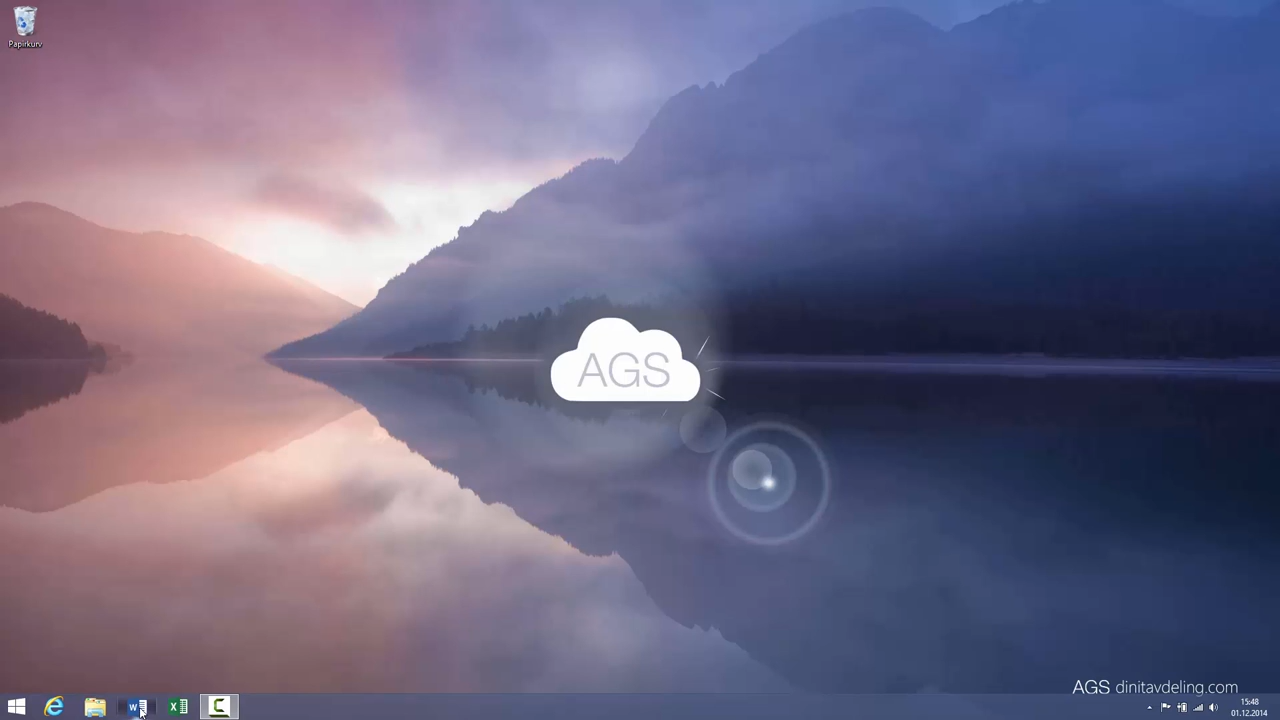 Papirkurv
AGS
AGS dinitavdeling.com
15:48
01.12.2014